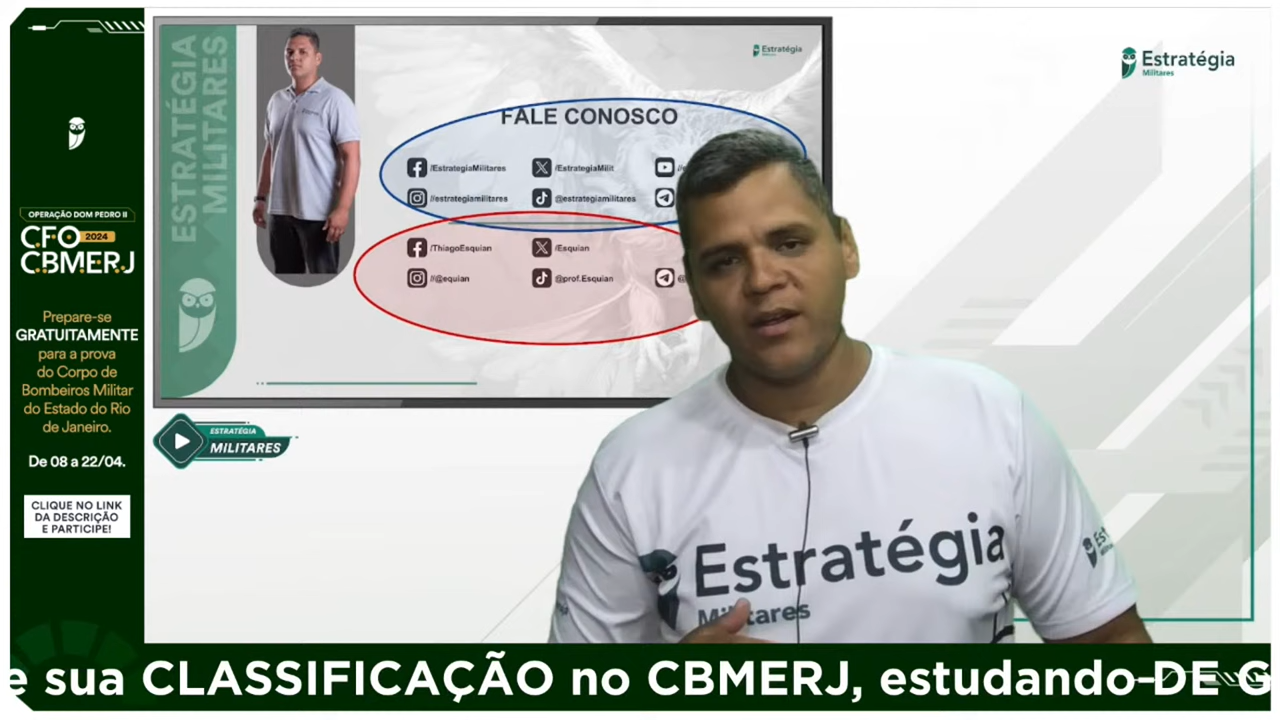 OPERAÇÃO DOM PEDRO II
CFO 2024
CBMERJ
Prepare-se
GRATUITAMENTE
para a prova
do Corpo de
Bombeiros Militar
do Estado do Rio
de Janeiro.
De 08 a 22/04.
CLIQUE NO LINK
DA DESCRIÇÃO
E PARTICIPE!
ESTRATÉGIA
MILITARES
Estratégia
Militares
FALE CONOSCO
/EstrategiaMilitares /EstrategiaMilit
//estrategiamilitares @estrategiamilitares
/ThiagoEsquian /Esquian
//@equian @prof.Esquian
ESTRATÉGIA
MILITARES
Estratégia
Militares
Estratégia
e sua CLASSIFICAÇÃO no CBMERJ, estudando DE G